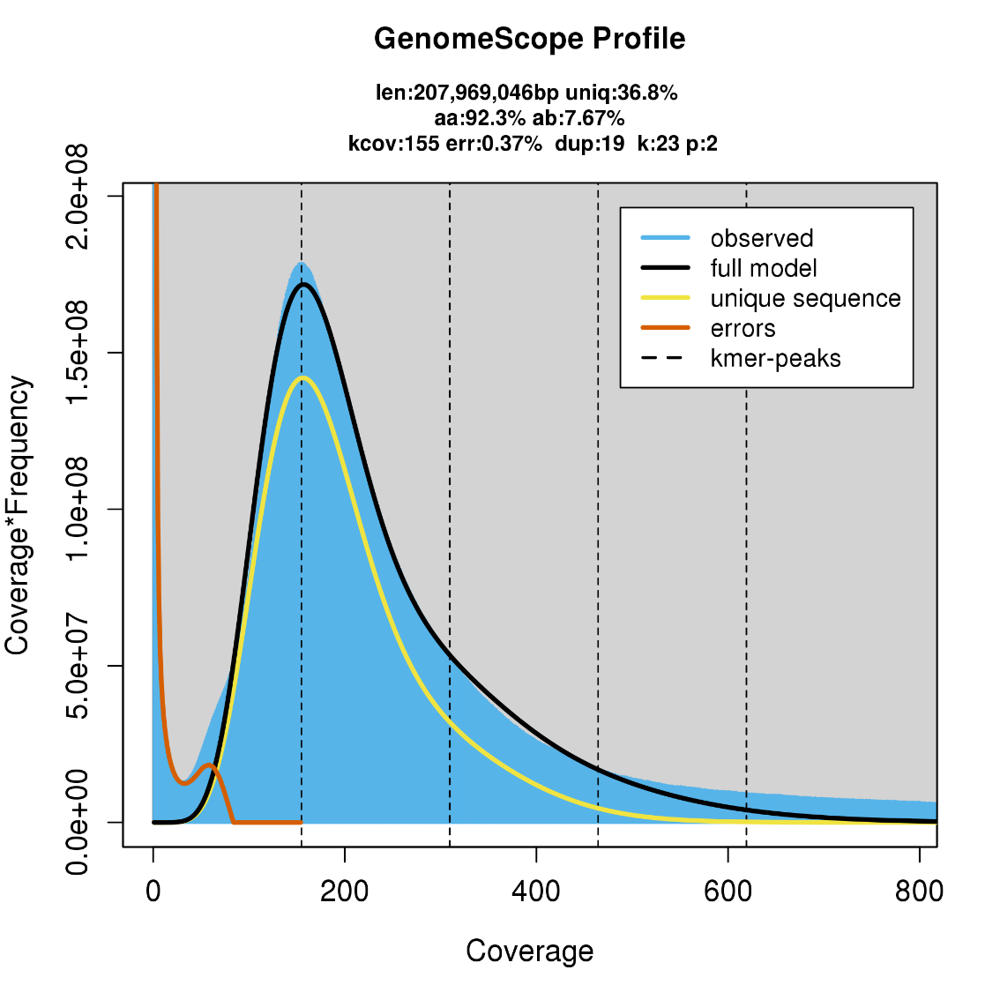 GenomeScope Profile
len:207,969,046bp uniq:36.8%
aa:92.3% ab:7.67%
kcov:155 err:0.37% dup:19 k:23 p:2
observed
full model
unique sequence
errors
kmer-peaks
Coverage*Frequency
2.0e+08
1.5e+08
1.0e+08
5.0e+07
0.0e+00
0 200 400 600 800
Coverage